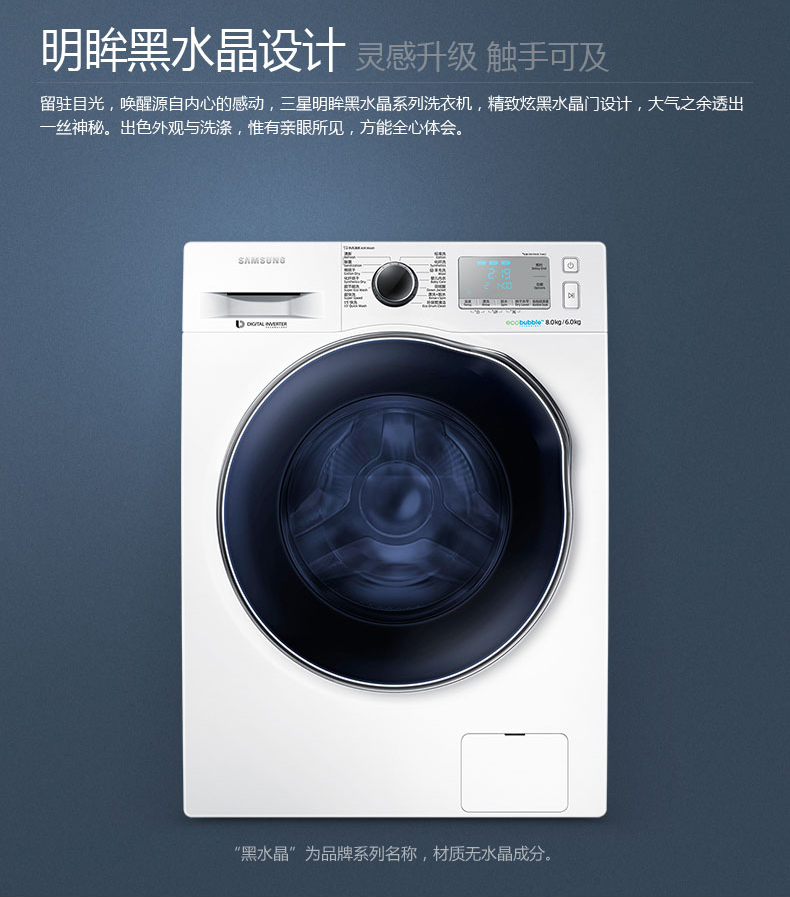 明眸黑水晶设计 灵感升级 触手可及
留驻目光，唤醒源自内心的感动，三星明眸黑水晶系列洗衣机，精致炫黑水晶门设计，大气之余透出
一丝神秘。出色外观与洗涤，惟有亲眼所见，方能全心体会。
SAMSUNG
DIGITAL INVERTER
ecobubble™ 8.0kg/6.0kg
“黑水晶”为品牌系列名称，材质无水晶成分。